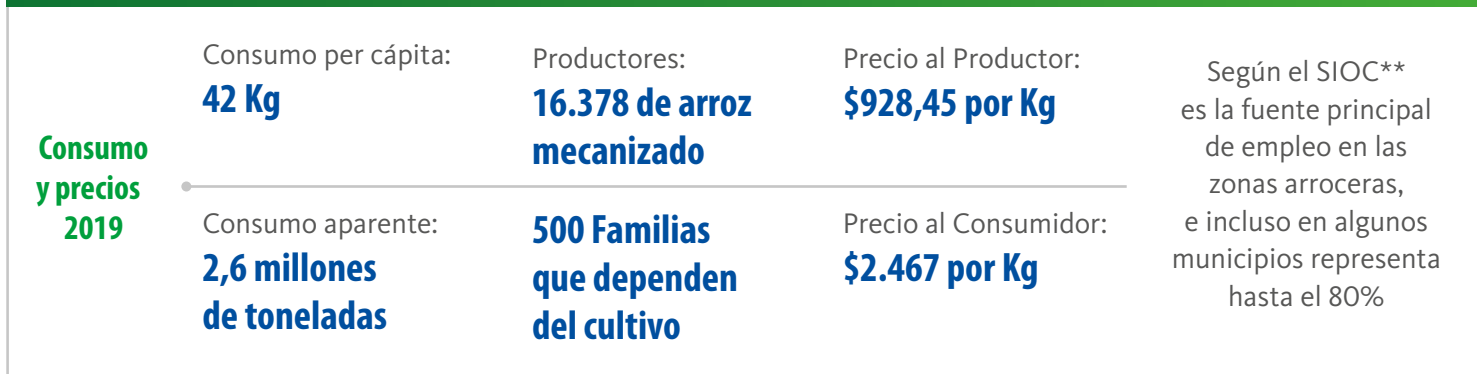 Consumo
y precios
2019
Consumo per cápita:
42 Kg
Productores:
16.378 de arroz
mecanizado
Precio al Productor:
$928,45 por Kg
Consumo aparente:
2,6 millones
de toneladas
500 Familias
que dependen
del cultivo
Precio al Consumidor:
$2.467 por Kg
Según el SIOC**
es la fuente principal
de empleo en las
zonas arroceras,
e incluso en algunos
municipios representa
hasta el 80%